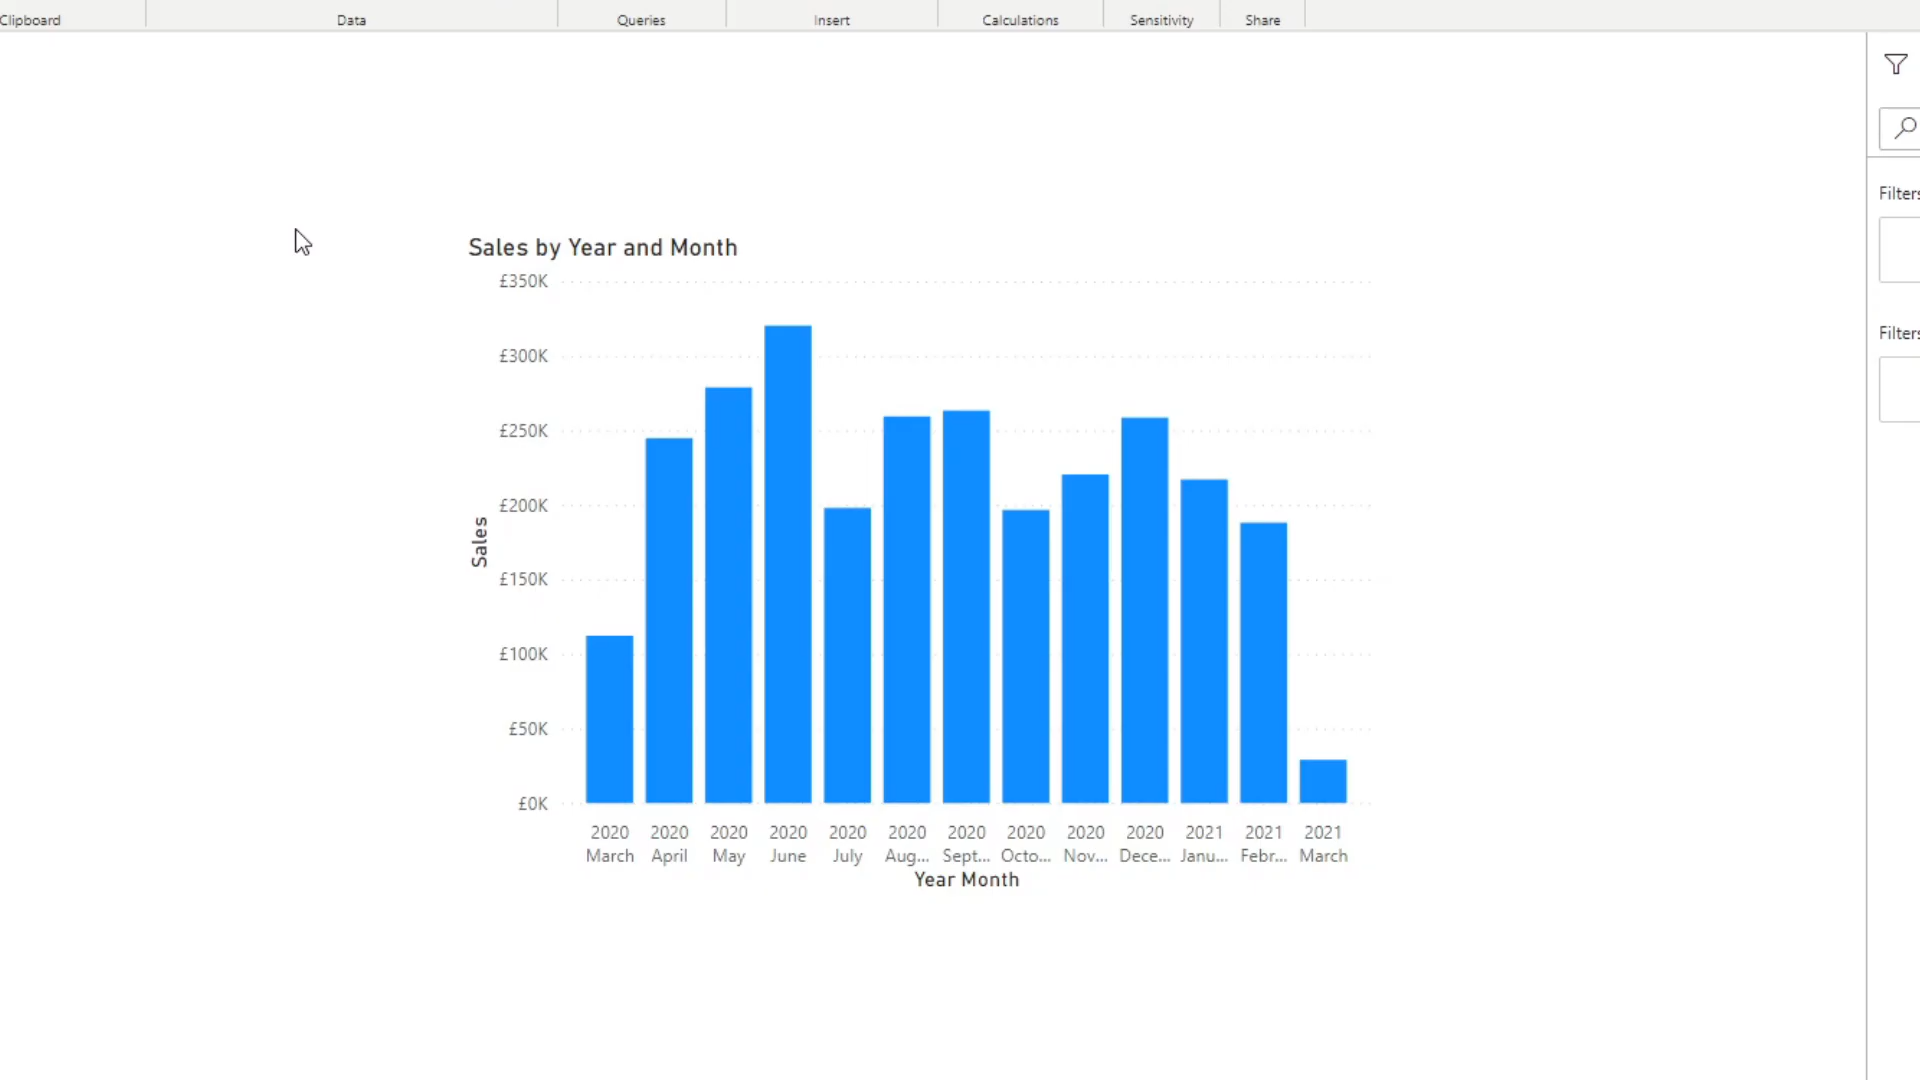 Clipboard
Data
Queries
Insert
Calculations
Sensitivity
Share
Filters
Filters
Sales by Year and Month
£350K
£300K
£250K
£200K
£150K
£100K
£50K
£0K
Sales
2020 2020 2020 2020 2020 2020 2020 2020 2020 2020 2021 2021 2021
March April May June July Aug... Sept... Octo... Nov... Dece... Janu... Febr... March
Year Month